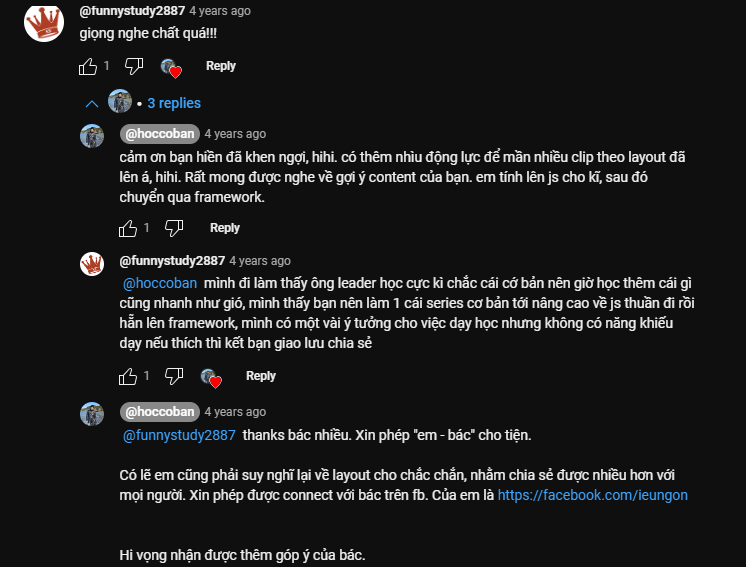 @funnystudy2887 4 years ago
giọng nghe chất quá!!!
1 Reply
• 3 replies
@hoccoban 4 years ago
cảm ơn bạn hiền đã khen ngợi, hihi. có thêm nhìu động lực để mần nhiều clip theo layout đã
lên á, hihi. Rất mong được nghe về gợi ý content của bạn. em tính lên js cho kĩ, sau đó
chuyển qua framework.
1 Reply
@funnystudy2887 4 years ago
@hoccoban mình đi làm thấy ông leader học cực kì chắc cái cớ bản nên giờ học thêm cái gì
cũng nhanh như gió, mình thấy bạn nên làm 1 cái series cơ bản tới nâng cao về js thuần đi rồi
hẵn lên framework, mình có một vài ý tưởng cho việc dạy học nhưng không có năng khiếu
dạy nếu thích thì kết bạn giao lưu chia sẻ
1 Reply
@hoccoban 4 years ago
@funnystudy2887 thanks bác nhiều. Xin phép "em - bác" cho tiện.
Có lẽ em cũng phải suy nghĩ lại về layout cho chắc chắn, nhằm chia sẻ được nhiều hơn với
mọi người. Xin phép được connect với bác trên fb. Của em là https://facebook.com/ieungon
Hi vọng nhận được thêm góp ý của bác.